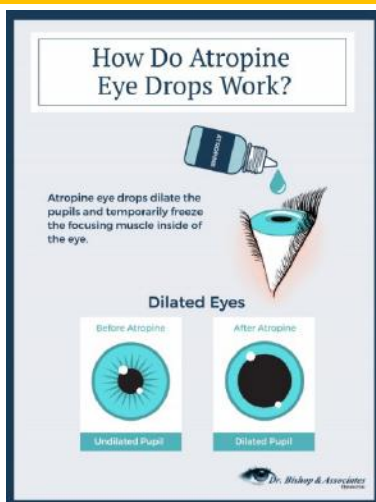 How Do Atropine
Eye Drops Work?
ATROPINE
Atropine eye drops dilate the
pupils and temporarily freeze
the focusing muscle inside of
the eye.
Dilated Eyes
Before Atropine
After Atropine
Undilated Pupil
Dilated Pupil
Dr. Bishop & Associates